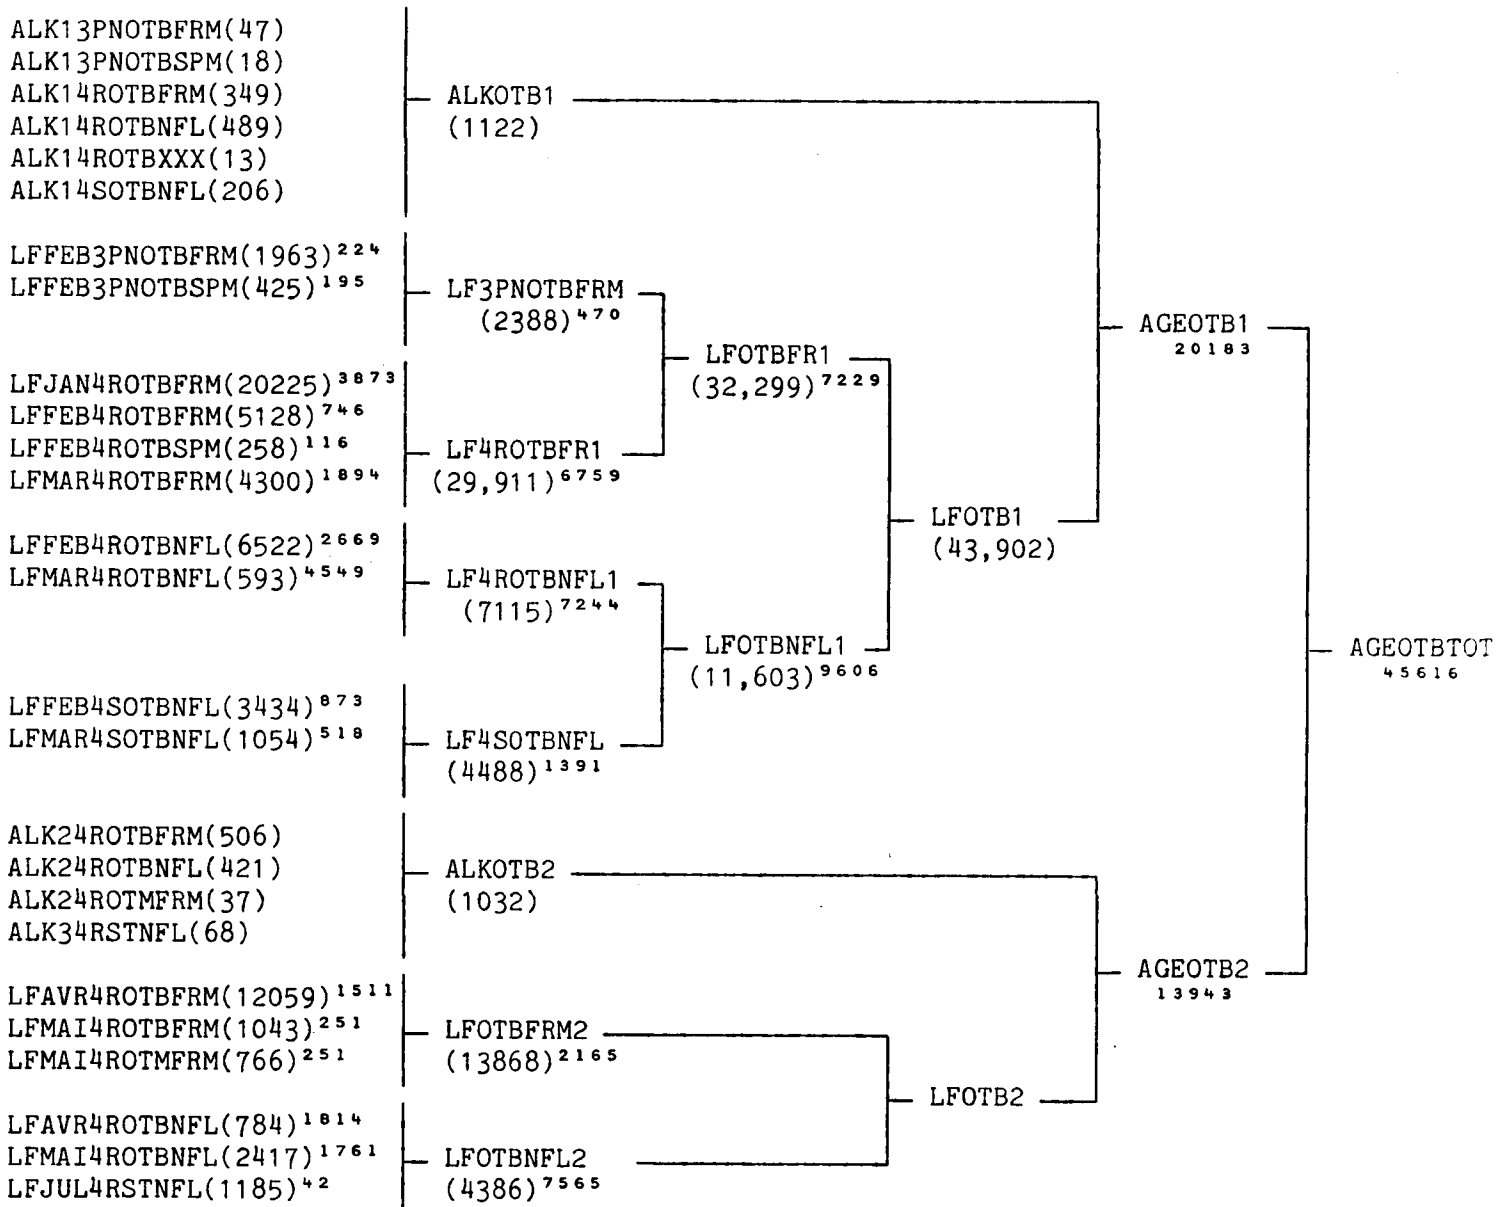 ALK13PNOTBFRM(47)
ALK13PNOTBSPM(18)
ALK14ROTBFRM(349)
ALK14ROTBNFL(489)
ALK14ROTBXXX(13)
ALK14SOTBNFL(206)
ALKOTB1
(1122)
LFFEB3PNOTBFRM(1963)²²⁴
LFFEB3PNOTBSPM(425)¹⁹⁵
LF3PNOTBFRM
(2388)⁴⁷⁰
LFJAN4ROTBFRM(20225)³⁸⁷³
LFFEB4ROTBFRM(5128)⁷⁴⁶
LFFEB4ROTBSPM(258)¹¹⁶
LFMAR4ROTBFRM(4300)¹⁸⁹⁴
LF4ROTBFR1
(29,911)⁶⁷⁵⁹
LFOTBFR1
(32,299)⁷²²⁹
LFFEB4ROTBNFL(6522)²⁶⁶⁹
LFMAR4ROTBNFL(593)⁴⁵⁴⁹
LF4ROTBNFL1
(7115)⁷²⁴⁴
LFFEB4SOTBNFL(3434)⁸⁷³
LFMAR4SOTBNFL(1054)⁵¹⁸
LF4SOTBNFL
(4488)¹³⁹¹
LFOTBNFL1
(11,603)⁹⁶⁰⁶
LFOTB1
(43,902)
AGEOTB1
20183
ALK24ROTBFRM(506)
ALK24ROTBNFL(421)
ALK24ROTMFRM(37)
ALK34RSTNFL(68)
ALKOTB2
(1032)
LFAVR4ROTBFRM(12059)¹⁵¹¹
LFMAI4ROTBFRM(1043)²⁵¹
LFMAI4ROTMFRM(766)²⁵¹
LFOTBFRM2
(13868)²¹⁶⁵
LFAVR4ROTBNFL(784)¹⁸¹⁴
LFMAI4ROTBNFL(2417)¹⁷⁶¹
LFJUL4RSTNFL(1185)⁴²
LFOTBNFL2
(4386)⁷⁵⁶⁵
LFOTB2
AGEOTB2
13943
AGEOTBTOT
45616